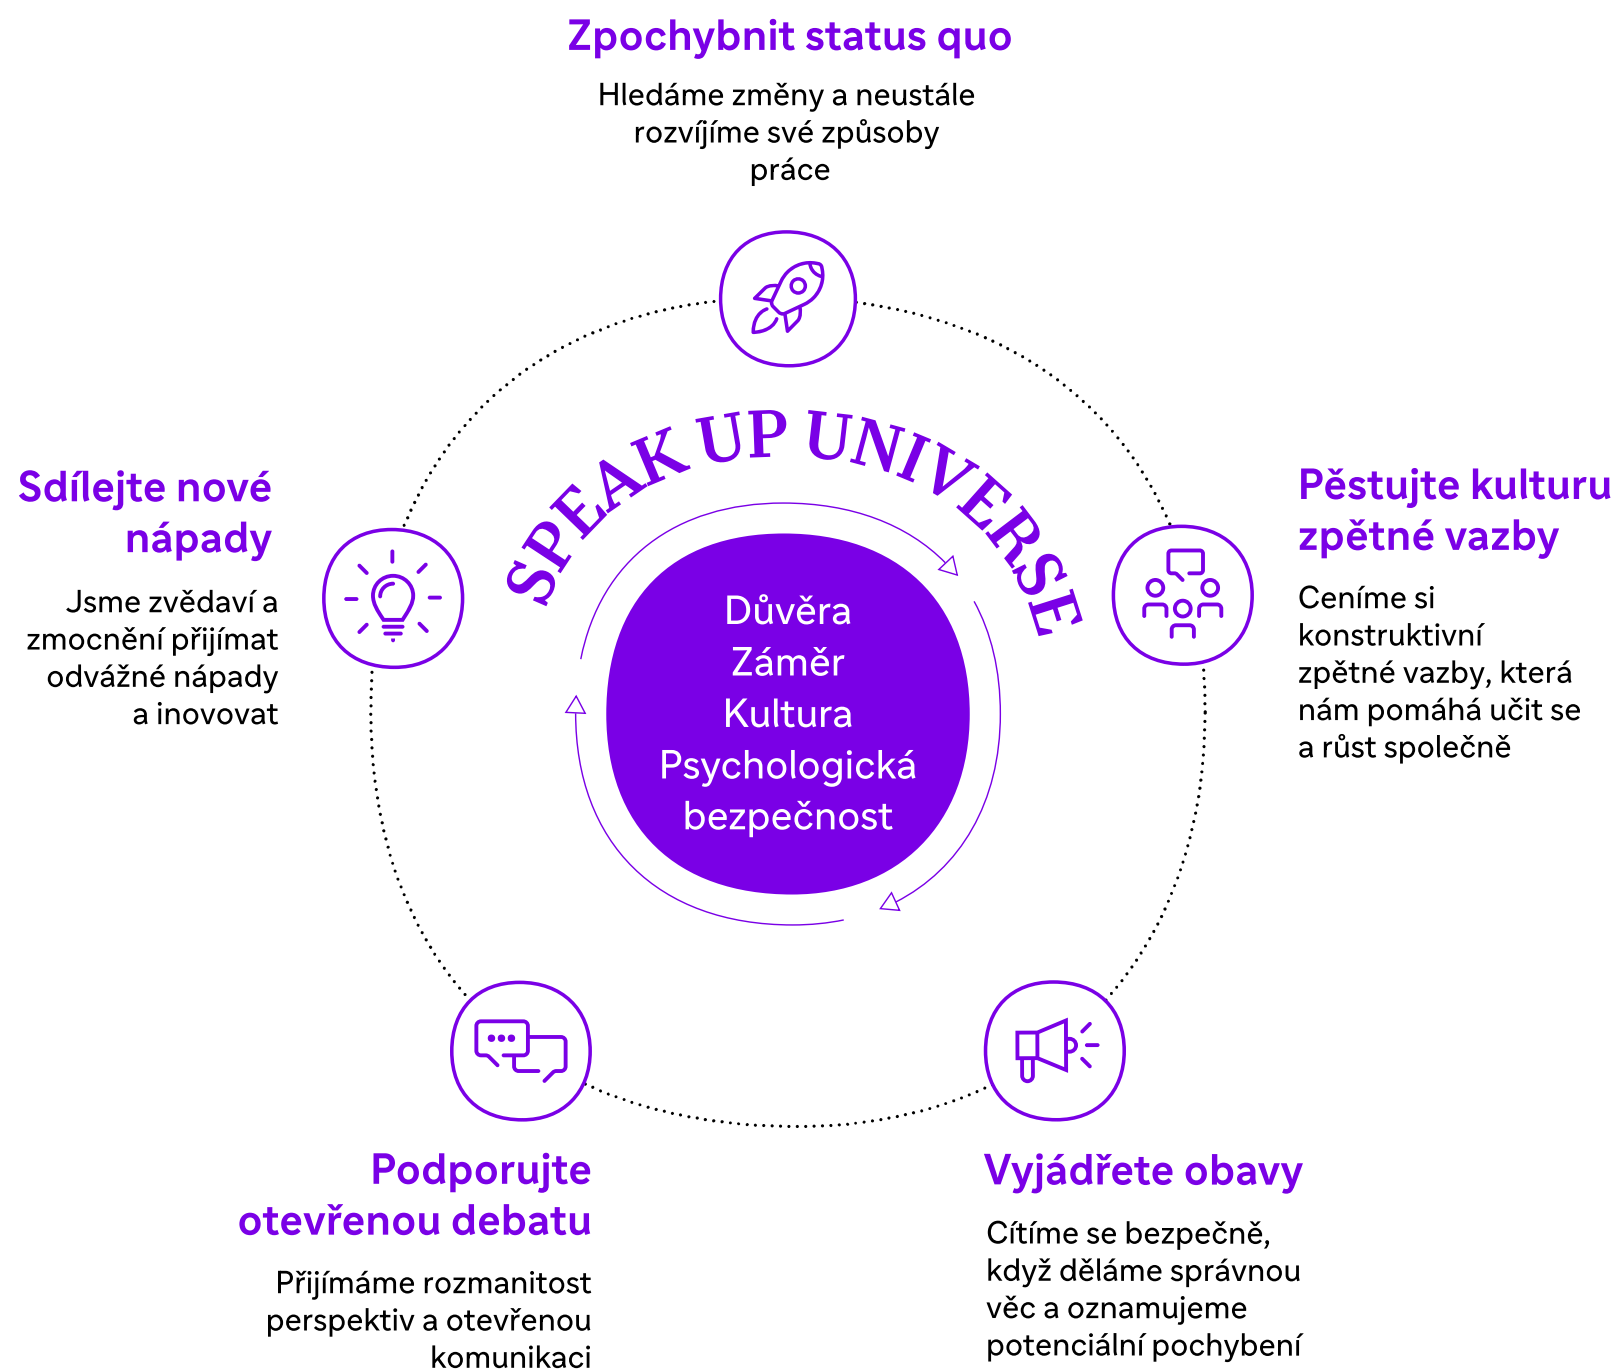 Zpochybnit status quo
Hledáme změny a neustále
rozvíjíme své způsoby
práce
SPEAK UP UNIVERSE
Sdílejte nové
nápady
Jsme zvědaví a
zmocnění přijímat
odvážné nápady
a inovovat
Důvěra
Záměr
Kultura
Psychologická
bezpečnost
Pěstujte kulturu
zpětné vazby
Ceníme si
konstruktivní
zpětné vazby, která
nám pomáhá učit se
a růst společně
Podporujte
otevřenou debatu
Přijímáme rozmanitost
perspektiv a otevřenou
komunikaci
Vyjádřete obavy
Cítíme se bezpečně,
když děláme správnou
věc a oznamujeme
potenciální pochybení